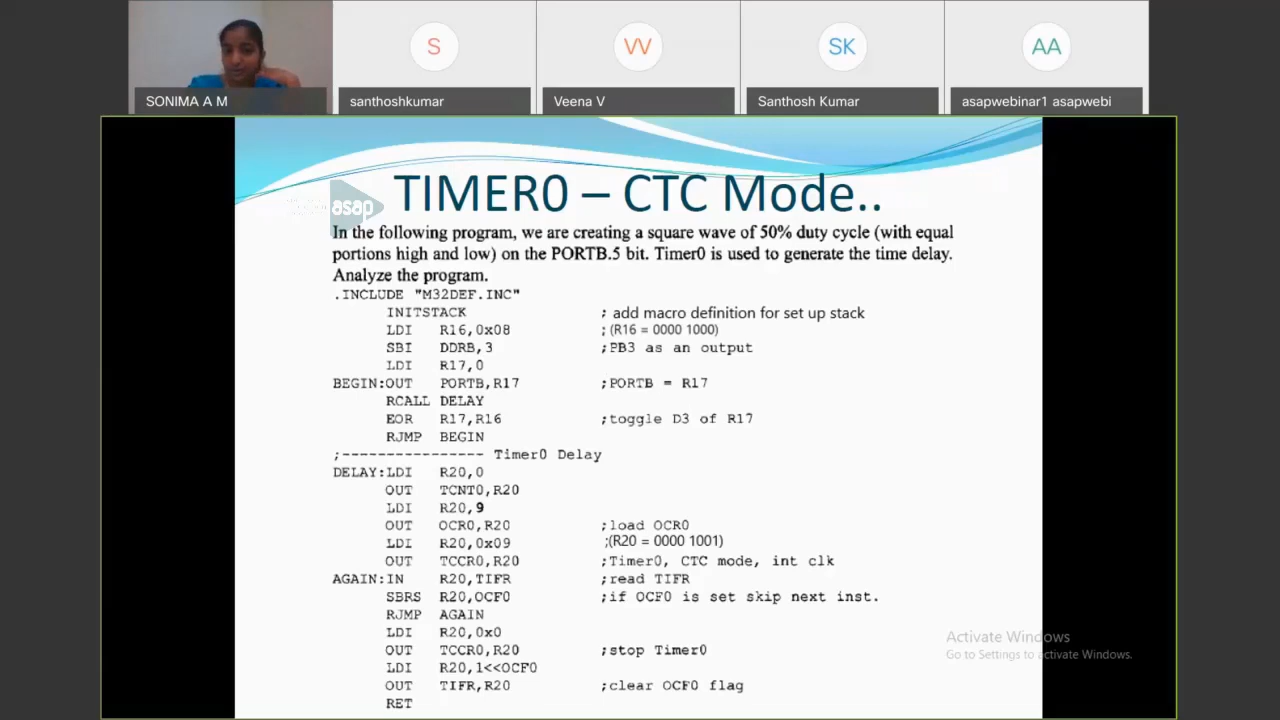 S
VV
SK
AA
SONIMA A M
santhoshkumar
Veena V
Santhosh Kumar
asapwebinar1 asapwebi
TIMER0 – CTC Mode..
asap
In the following program, we are creating a square wave of 50% duty cycle (with equal
portions high and low) on the PORTB.5 bit. Timer0 is used to generate the time delay.
Analyze the program.
.INCLUDE "M32DEF.INC"
INITSTACK ; add macro definition for set up stack
LDI R16,0x08 ; (R16 = 0000 1000)
SBI DDRB,3 ;PB3 as an output
LDI R17,0
BEGIN:OUT PORTB,R17 ;PORTB = R17
RCALL DELAY
EOR R17,R16 ;toggle D3 of R17
RJMP BEGIN
;---------------- Timer0 Delay
DELAY:LDI R20,0
OUT TCNT0,R20
LDI R20,9
OUT OCR0,R20 ;load OCR0
LDI R20,0x09 ;(R20 = 0000 1001)
OUT TCCR0,R20 ;Timer0, CTC mode, int clk
AGAIN:IN R20,TIFR ;read TIFR
SBRS R20,OCF0 ;if OCF0 is set skip next inst.
RJMP AGAIN
LDI R20,0x0
OUT TCCR0,R20 ;stop Timer0
LDI R20,1<<OCF0
OUT TIFR,R20 ;clear OCF0 flag
RET
Activate Windows
Go to Settings to activate Windows.